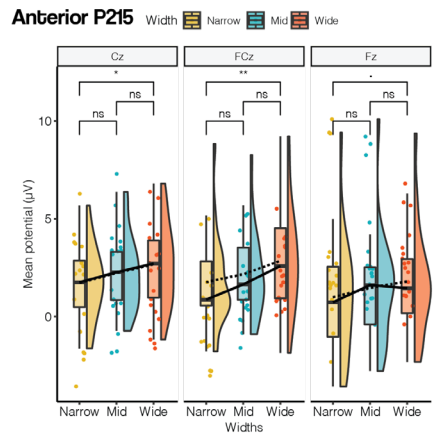 Anterior P215 Width Narrow Mid Wide
Cz FCz Fz
* ** .
ns ns ns
ns ns ns
10
5
0
Mean potential (µV)
Narrow Mid Wide Narrow Mid Wide Narrow Mid Wide
Widths